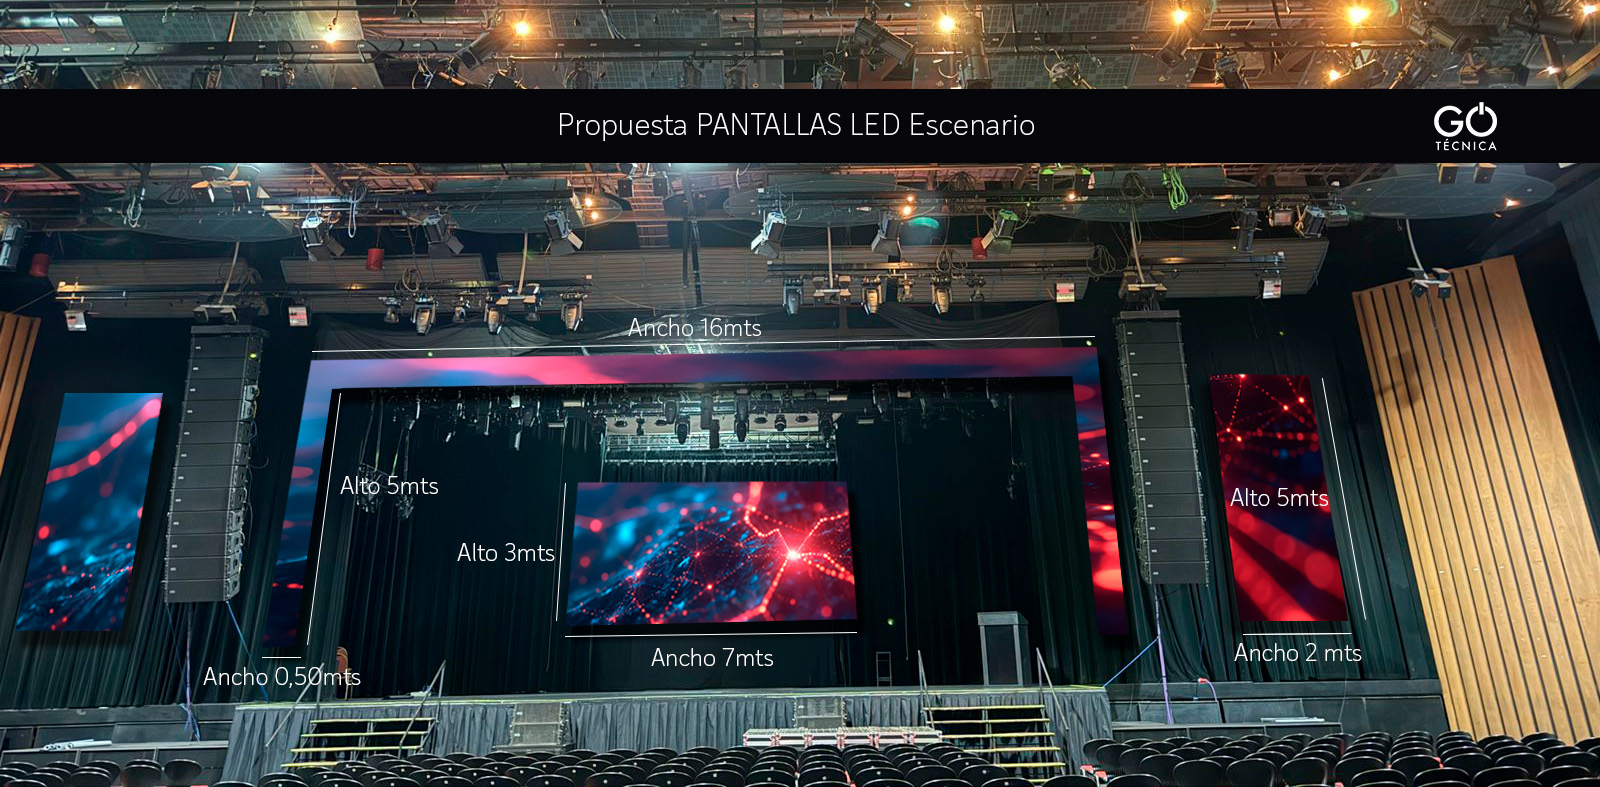 Propuesta PANTALLAS LED Escenario
GO
TÉCNICA
Ancho 16mts
Alto 5mts
Alto 3mts
Alto 5mts
Ancho 7mts
Ancho 2 mts
Ancho 0,50mts